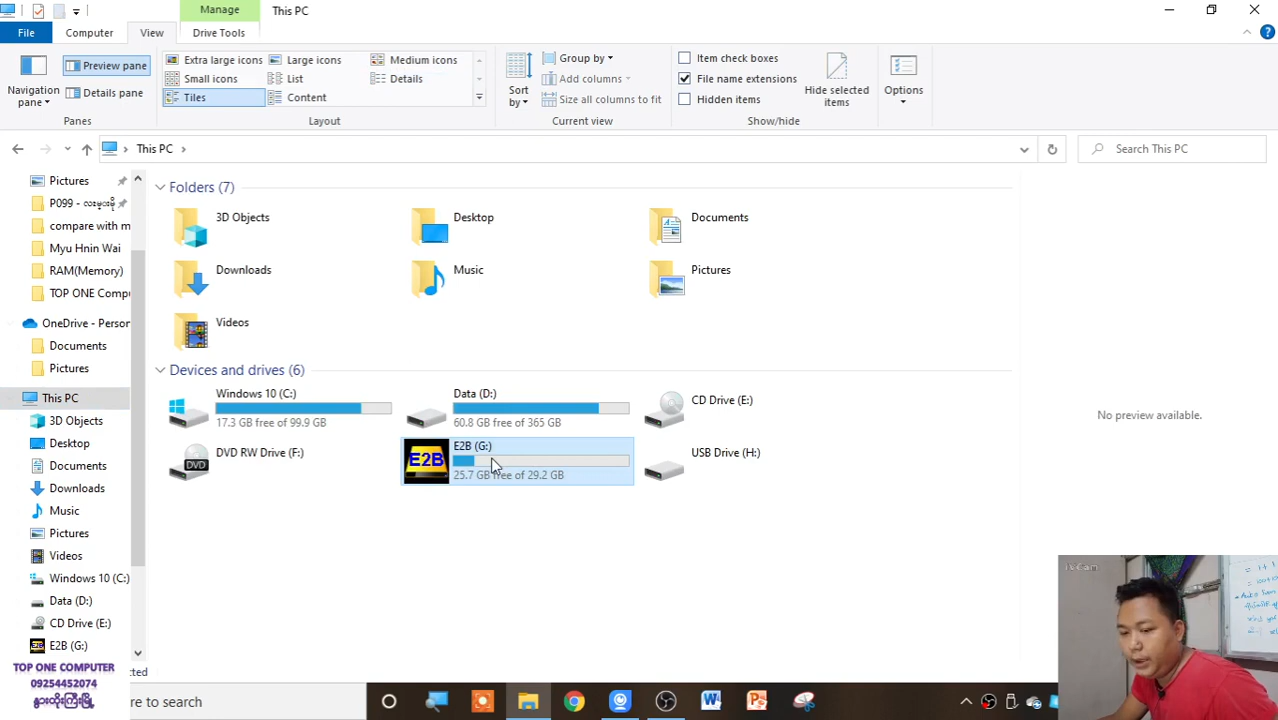 Manage
This PC
File
Computer
View
Drive Tools
Navigation pane
Preview pane
Details pane
Panes
Extra large icons
Large icons
Medium icons
Small icons
List
Details
Tiles
Content
Layout
Sort by
Group by
Add columns
Size all columns to fit
Current view
Item check boxes
File name extensions
Hidden items
Hide selected items
Show/hide
Options
This PC
Search This PC
Pictures
P099 -
compare with m
Myu Hnin Wai
RAM(Memory)
TOP ONE Compu
OneDrive - Person
Documents
Pictures
This PC
3D Objects
Desktop
Documents
Downloads
Music
Pictures
Videos
Windows 10 (C:)
Data (D:)
CD Drive (E:)
E2B (G:)
Folders (7)
3D Objects
Desktop
Documents
Downloads
Music
Pictures
Videos
Devices and drives (6)
Windows 10 (C:)
17.3 GB free of 99.9 GB
Data (D:)
60.8 GB free of 365 GB
CD Drive (E:)
DVD RW Drive (F:)
DVD
E2B
E2B (G:)
25.7 GB free of 29.2 GB
USB Drive (H:)
No preview available.
TOP ONE COMPUTER
09254452074
cted
re to search